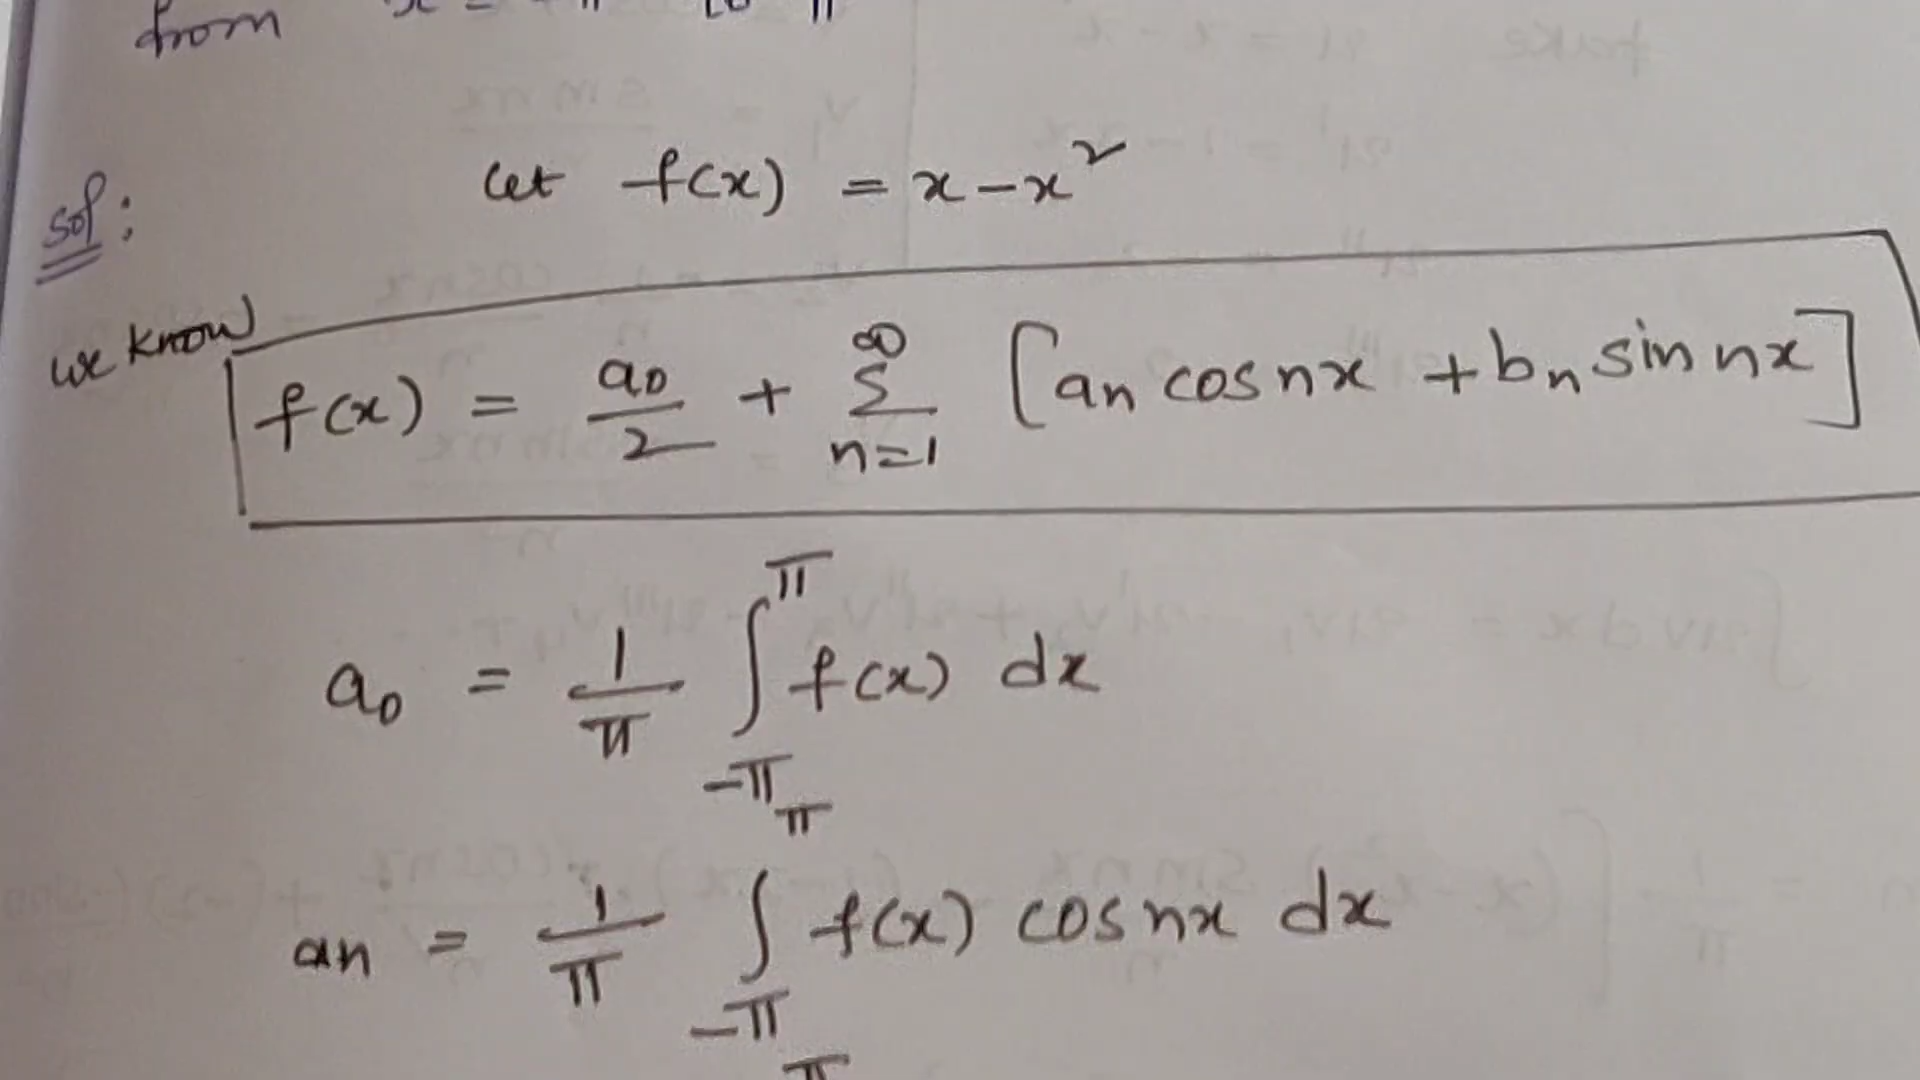 from x = -π to π
sol: Let f(x) = x - x²
we know
f(x) = a₀/2 + ∞ Σ n=1 [an cos nx + bn sin nx]
a₀ = 1/π ∫ -π π f(x) dx
an = 1/π ∫ -π π f(x) cos nx dx
π